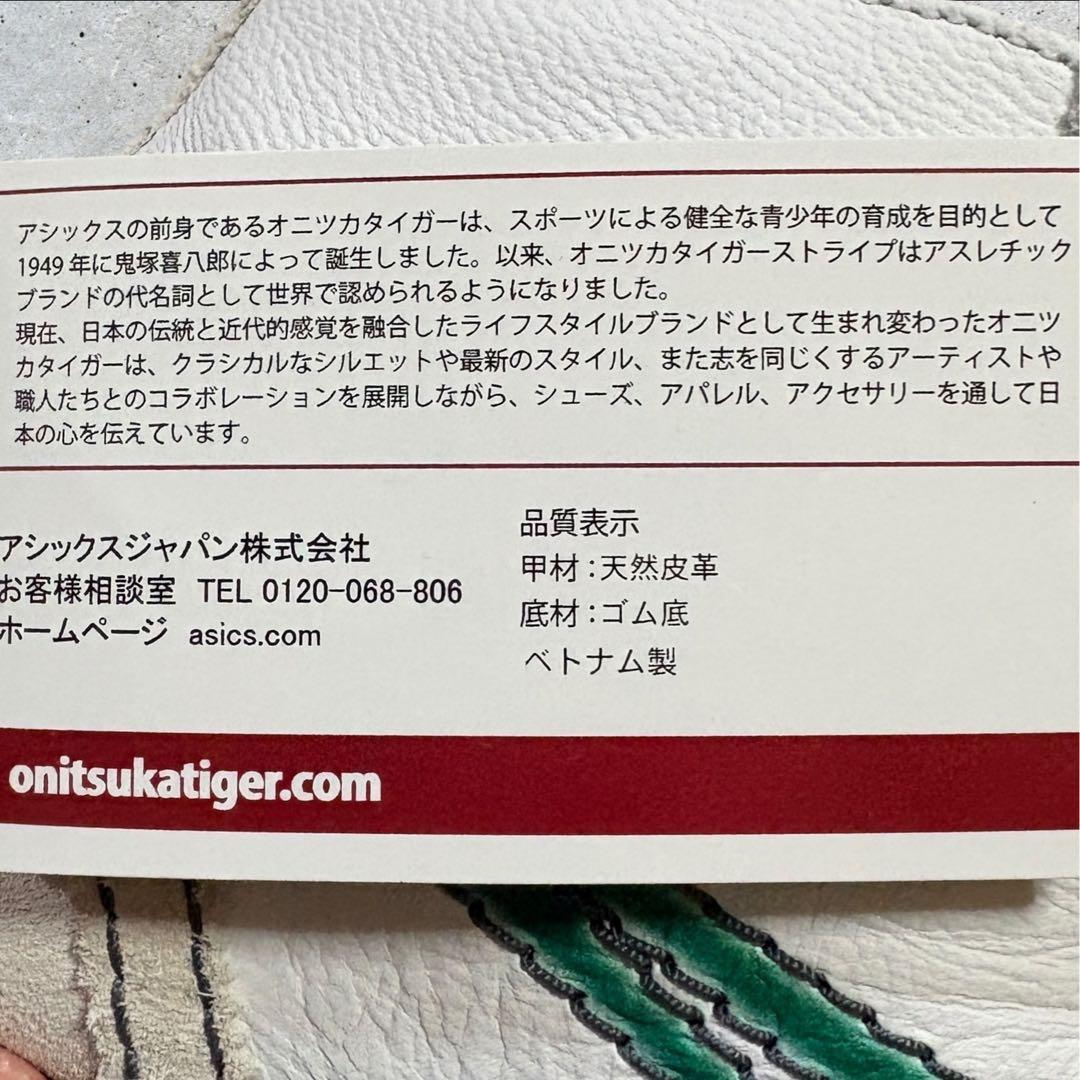 アシックスの前身であるオニツカタイガーは、スポーツによる健全な青少年の育成を目的として
1949年に鬼塚喜八郎によって誕生しました。以来、オニツカタイガーストライプはアスレチック
ブランドの代名詞として世界で認められるようになりました。
現在、日本の伝統と近代的感覚を融合したライフスタイルブランドとして生まれ変わったオニツ
カタイガーは、クラシカルなシルエットや最新のスタイル、また志を同じくするアーティストや
職人たちとのコラボレーションを展開しながら、シューズ、アパレル、アクセサリーを通して日
本の心を伝えています。
アシックスジャパン株式会社
お客様相談室 TEL 0120-068-806
ホームページ asics.com
品質表示
甲材：天然皮革
底材：ゴム底
ベトナム製
onitsukatiger.com